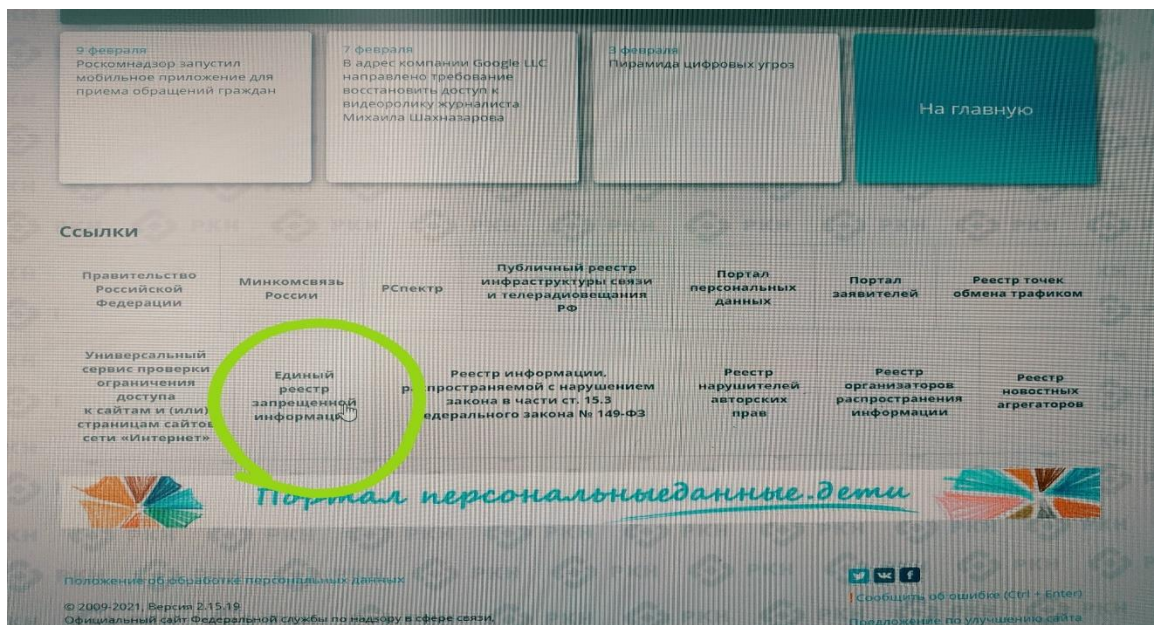 9 февраля
Роскомнадзор запустил
мобильное приложение для
приема обращений граждан
7 февраля
В адрес компании Google LLC
направлено требование
восстановить доступ к
видеоролику журналиста
Михаила Шахназарова
3 февраля
Пирамида цифровых угроз
На главную
Ссылки
Правительство
Российской
Федерации
Минкомсвязь
России
РСпектр
Публичный реестр
инфраструктуры связи
и телерадиовещания
РФ
Портал
персональных
данных
Портал
заявителей
Реестр точек
обмена трафиком
Универсальный
сервис проверки
ограничения
доступа
к сайтам и (или)
страницам сайтов
сети «Интернет»
Единый
реестр
запрещенной
информации
Реестр информации,
распространяемой с нарушением
закона в части ст. 15.3
Федерального закона № 149-ФЗ
Реестр
нарушителей
авторских
прав
Реестр
организаторов
распространения
информации
Реестр
новостных
агрегаторов
Портал персональныеданные.дети
Положение об обработке персональных данных
© 2009-2021, Версия 2.15.19
Официальный сайт Федеральной службы по надзору в сфере связи,
! Сообщить об ошибке (Ctrl + Enter)
Предложение по улучшению сайта
РКН